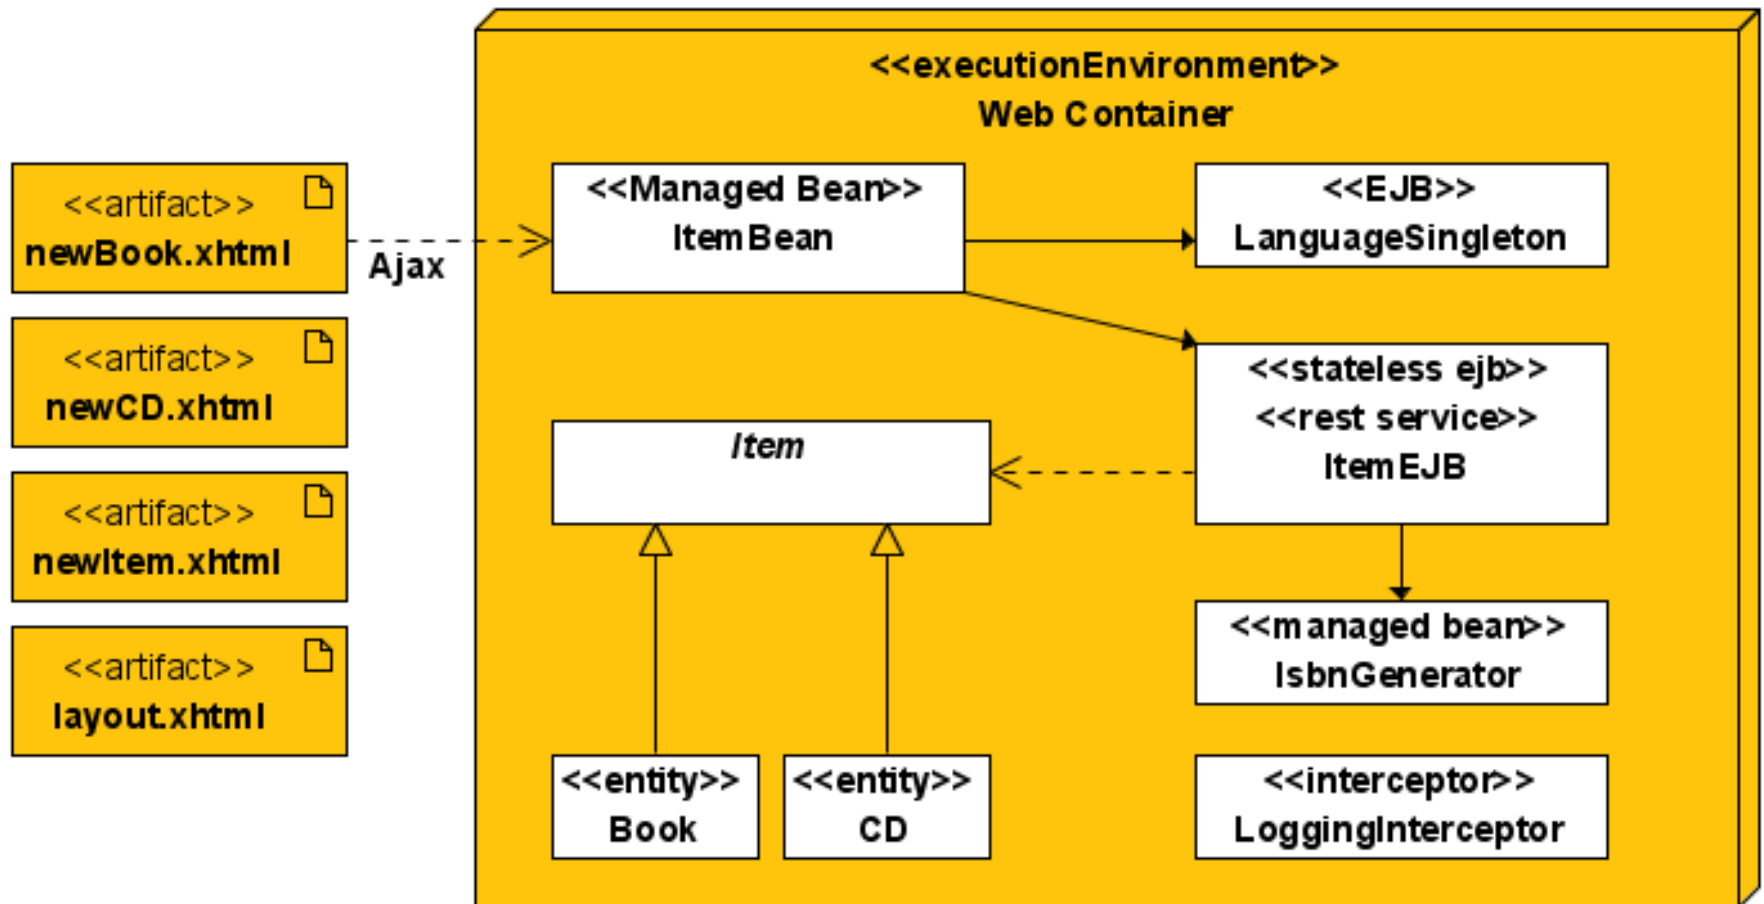 <<executionEnvironment>>
Web Container
<<artifact>>
newBook.xhtml
Ajax
<<Managed Bean>>
ItemBean
<<EJB>>
LanguageSingleton
<<artifact>>
newCD.xhtml
<<stateless ejb>>
<<rest service>>
ItemEJB
Item
<<artifact>>
newItem.xhtml
<<managed bean>>
IsbnGenerator
<<artifact>>
layout.xhtml
<<entity>>
Book
<<entity>>
CD
<<interceptor>>
LoggingInterceptor